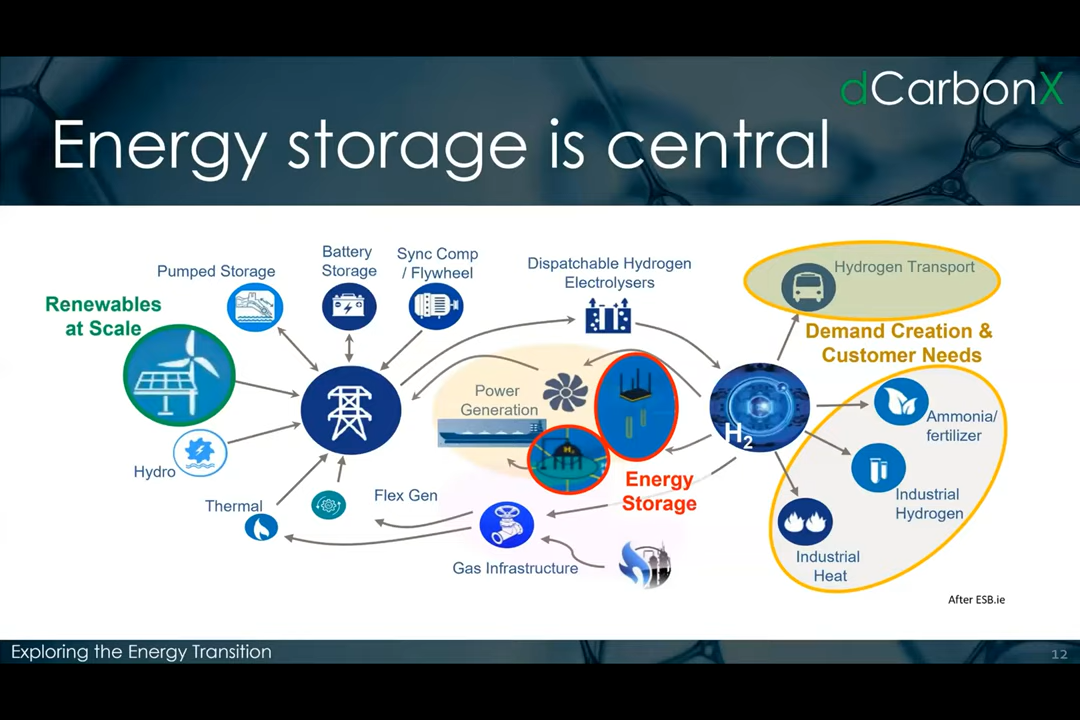 dCarbonX
Energy storage is central
Pumped Storage
Battery
Storage
Sync Comp
/ Flywheel
Dispatchable Hydrogen
Electrolysers
Hydrogen Transport
Renewables
at Scale
Demand Creation &
Customer Needs
Power
Generation
H2
H₂
Ammonia/
fertilizer
Hydro
Energy
Storage
Thermal
Flex Gen
Industrial
Hydrogen
Gas Infrastructure
Industrial
Heat
After ESB.ie
Exploring the Energy Transition
12